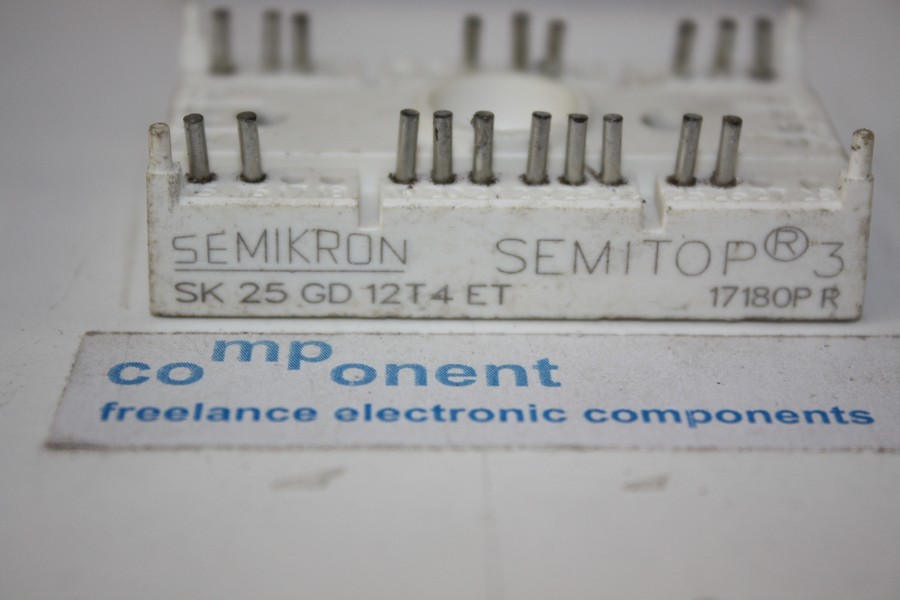 SEMIKRON SEMITOP® 3
SK 25 GD 12T4 ET 17180P R
component
freelance electronic components